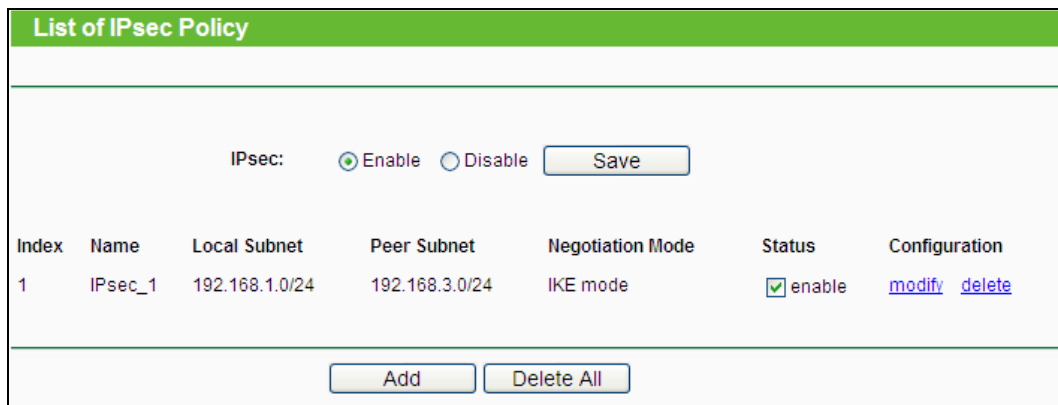 List of IPsec Policy
IPsec: Enable Disable Save
Index Name Local Subnet Peer Subnet Negotiation Mode Status Configuration
1 IPsec_1 192.168.1.0/24 192.168.3.0/24 IKE mode enable modify delete
Add Delete All